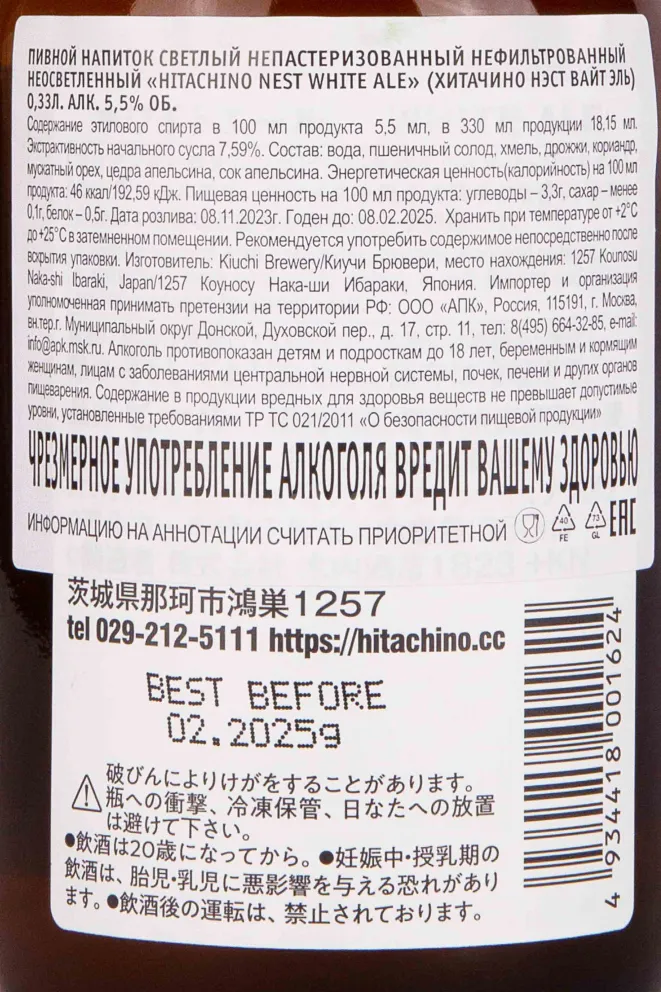 ПИВНОЙ НАПИТОК СВЕТЛЫЙ НЕПАСТЕРИЗОВАННЫЙ НЕФИЛЬТРОВАННЫЙ
НЕОСВЕТЛЕННЫЙ «HITACHINO NEST WHITE ALE» (ХИТАЧИНО НЭСТ ВАЙТ ЭЛЬ)
0,33Л. АЛК. 5,5% ОБ.
Содержание этилового спирта в 100 мл продукта 5,5 мл, в 330 мл продукции 18,15 мл.
Экстрактивность начального сусла 7,59%. Состав: вода, пшеничный солод, хмель, дрожжи, кориандр,
мускатный орех, цедра апельсина, сок апельсина. Энергетическая ценность(калорийность) на 100 мл
продукта: 46 ккал/192,59 кДж. Пищевая ценность на 100 мл продукта: углеводы – 3,3г, сахар – менее
0,1г, белок – 0,5г. Дата розлива: 08.11.2023г. Годен до: 08.02.2025. Хранить при температуре от +2°С
до +25°С в затемненном помещении. Рекомендуется употребить содержимое непосредственно после
вскрытия упаковки. Изготовитель: Kiuchi Brewery/Киучи Брювери, место нахождения: 1257 Kounosu
Naka-shi Ibaraki, Japan/1257 Коуносу Нака-ши Ибараки, Япония. Импортер и организация
уполномоченная принимать претензии на территории РФ: ООО «АПК», Россия, 115191, г. Москва,
вн.тер.г. Муниципальный округ Донской, Духовской пер., д. 17, стр. 11, тел: 8(495) 664-32-85, e-mail:
info@apk.msk.ru. Алкоголь противопоказан детям и подросткам до 18 лет, беременным и кормящим
женщинам, лицам с заболеваниями центральной нервной системы, почек, печени и других органов
пищеварения. Содержание в продукции вредных для здоровья веществ не превышает допустимые
уровни, установленные требованиями ТР ТС 021/2011 «О безопасности пищевой продукции»
ЧРЕЗМЕРНОЕ УПОТРЕБЛЕНИЕ АЛКОГОЛЯ ВРЕДИТ ВАШЕМУ ЗДОРОВЬЮ
ИНФОРМАЦИЮ НА АННОТАЦИИ СЧИТАТЬ ПРИОРИТЕТНОЙ 40 FE 73 GL EAC
茨城県那珂市鴻巣1257
tel 029-212-5111 https://hitachino.cc
BEST BEFORE
02.2025g
破びんによりけがをすることがあります。
瓶への衝撃、冷凍保管、日なたへの放置
は避けて下さい。
●飲酒は20歳になってから。●妊娠中・授乳期の
飲酒は、胎児・乳児に悪影響を与える恐れがあり
ます。●飲酒後の運転は、禁止されております。
4 934418 001624